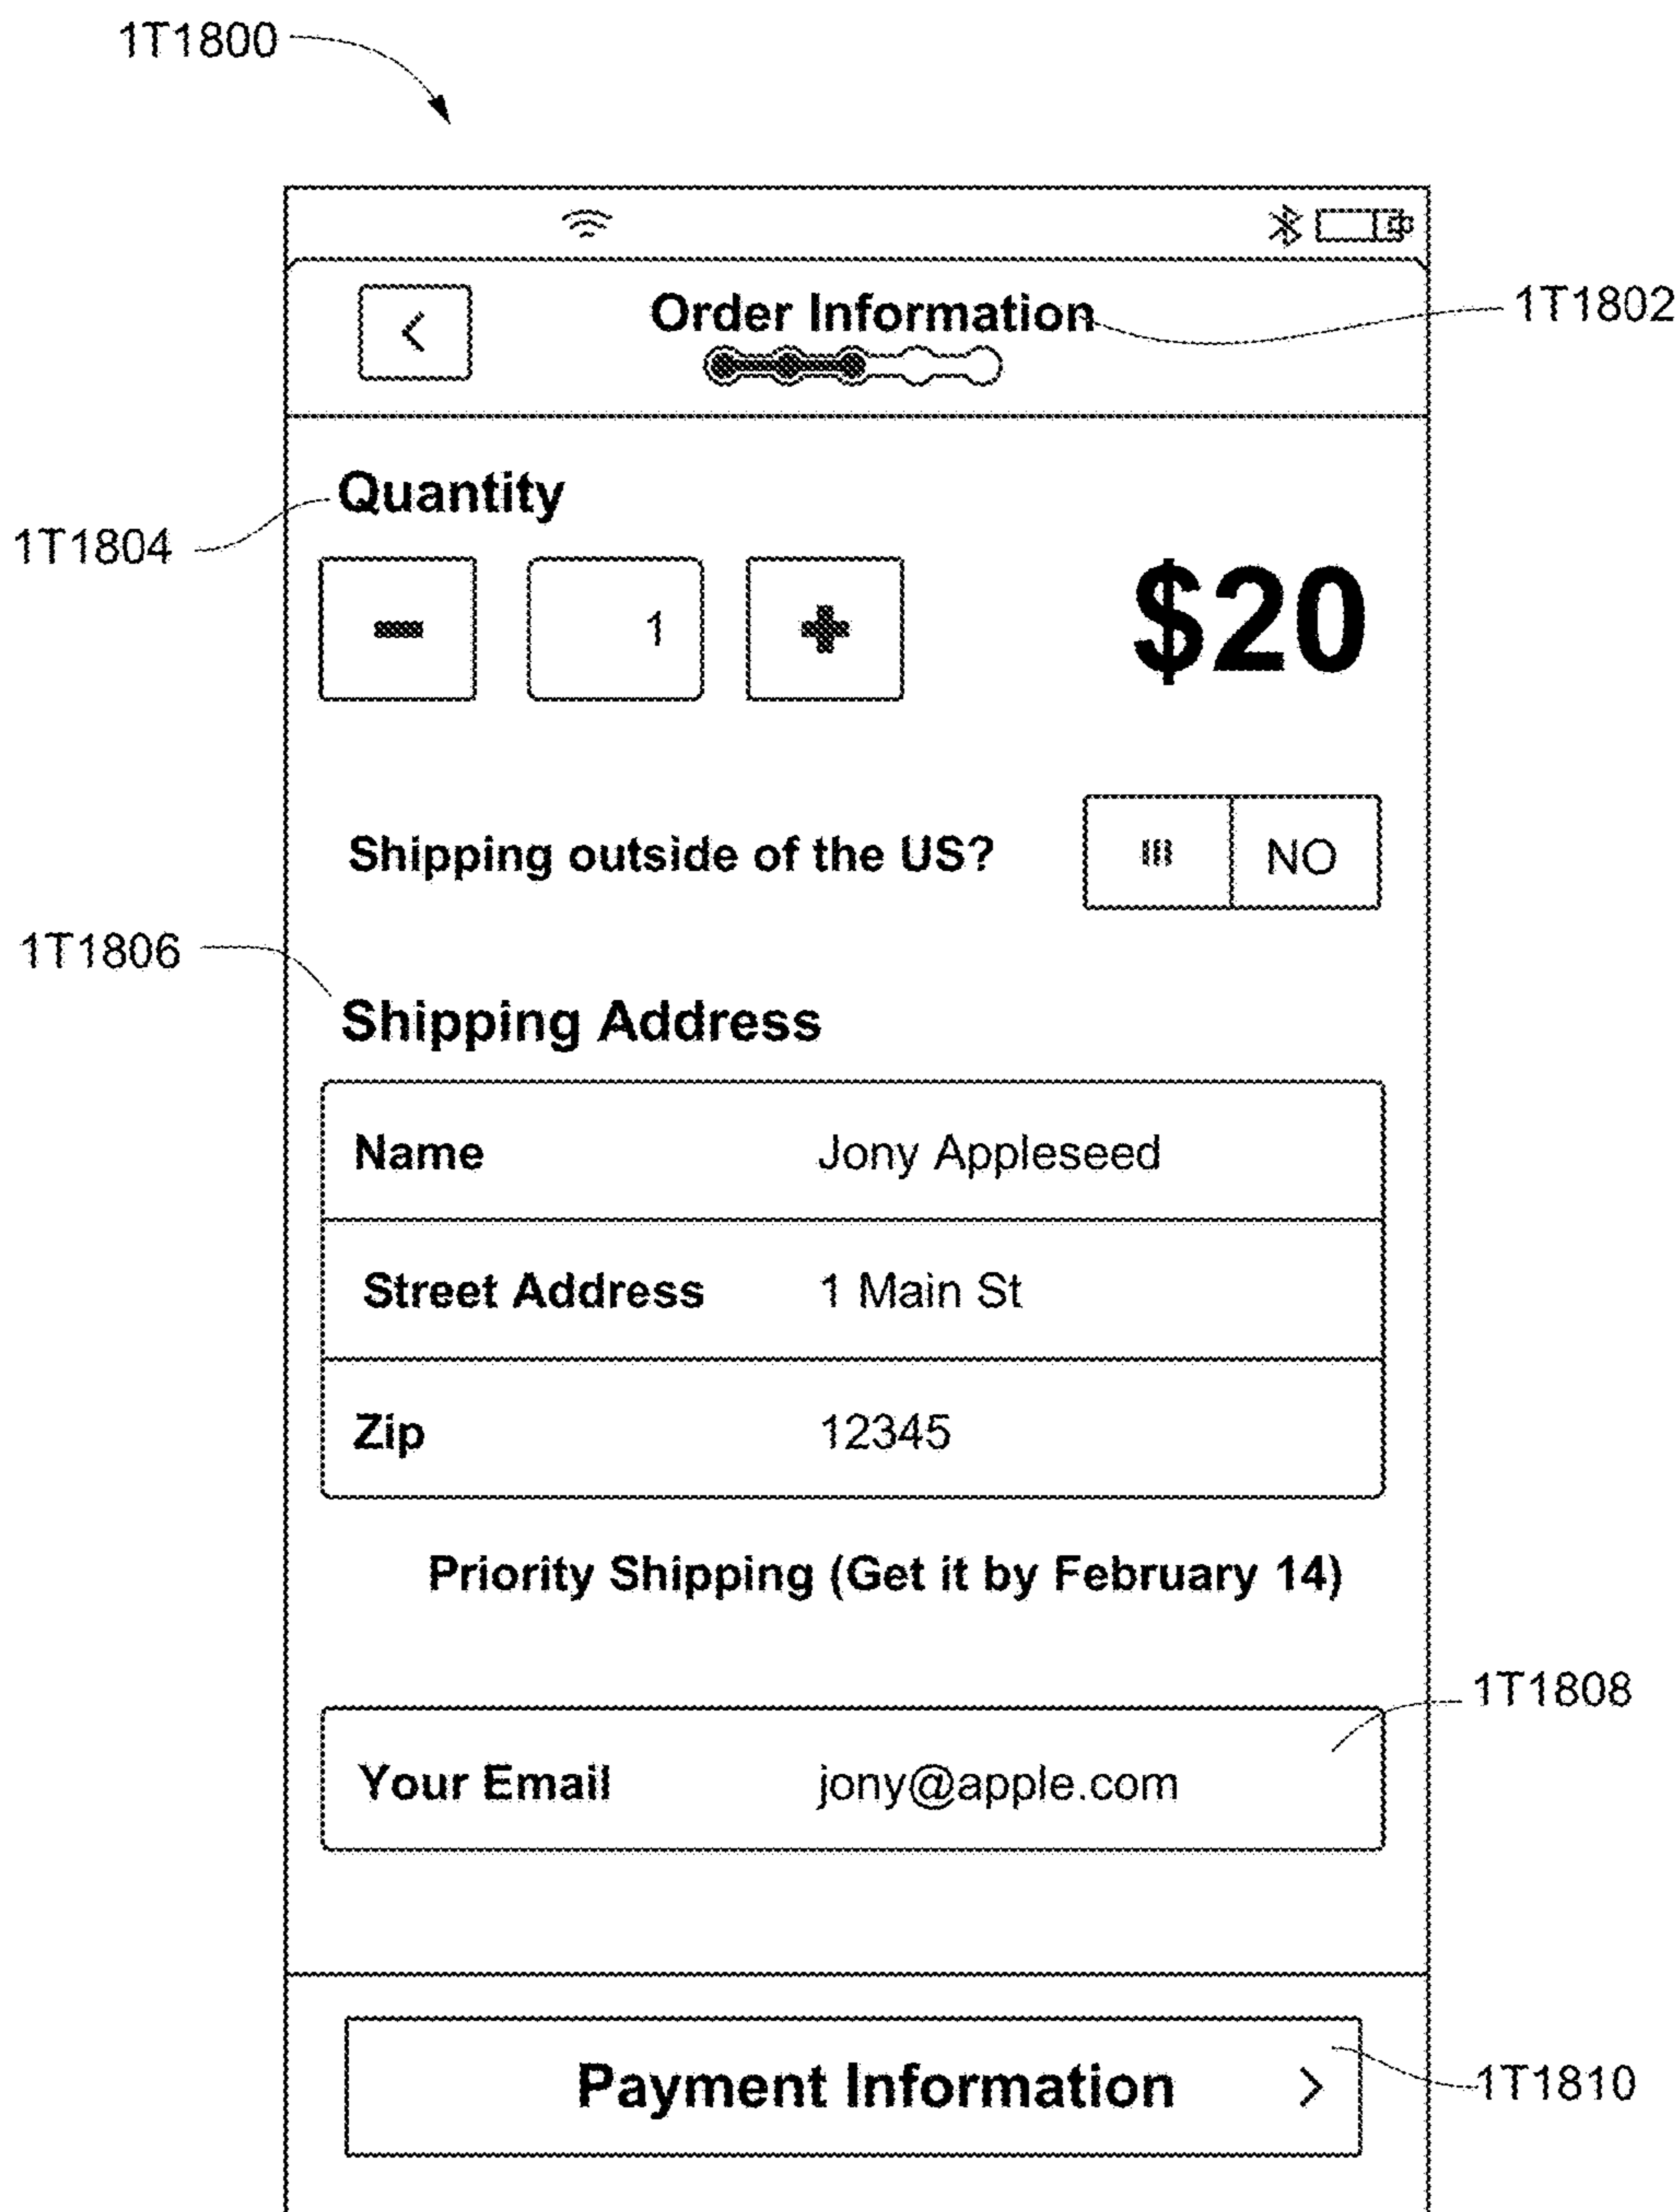 1T1800
Order Information
1T1802
Quantity
1T1804
1
$20
Shipping outside of the US?
NO
1T1806
Shipping Address
Name Jony Appleseed
Street Address 1 Main St
Zip 12345
Priority Shipping (Get it by February 14)
1T1808
Your Email jony@apple.com
Payment Information >
1T1810